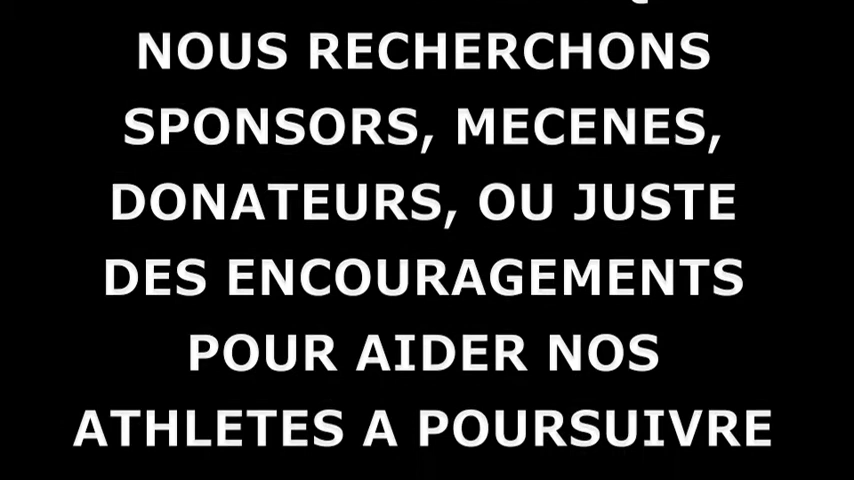 NOUS RECHERCHONS
SPONSORS, MECENES,
DONATEURS, OU JUSTE
DES ENCOURAGEMENTS
POUR AIDER NOS
ATHLETES A POURSUIVRE